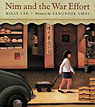 Nim and the War Effort
MILLY LEE • Pictures by YANGSOOK CHOI